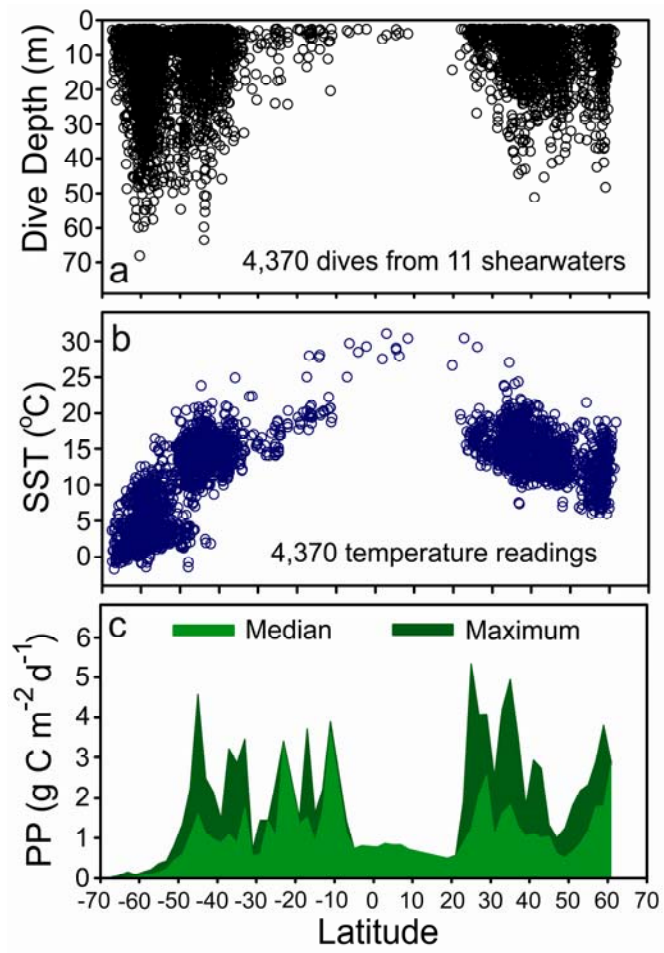 0
10
20
30
40
50
60
70
Dive Depth (m)
a
4,370 dives from 11 shearwaters
b
30
25
20
15
10
5
0
SST (⁰C)
4,370 temperature readings
c
Median
Maximum
6
5
4
3
2
1
0
PP (g C m⁻² d⁻¹)
-70 -60 -50 -40 -30 -20 -10 0 10 20 30 40 50 60 70
Latitude